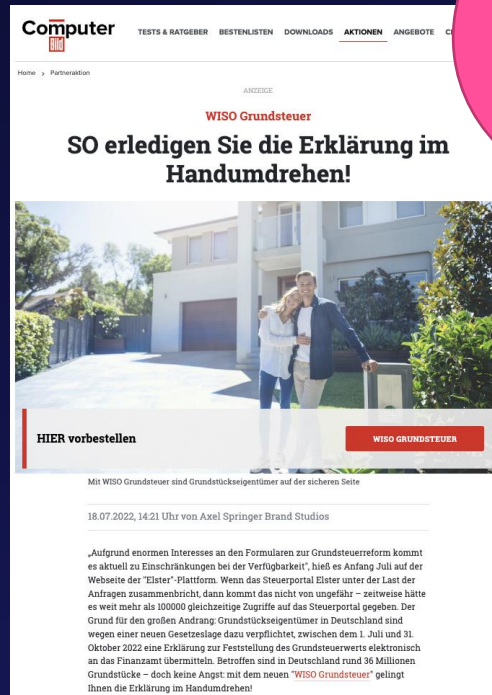 Computer
Bild
TESTS & RATGEBER BESTENLISTEN DOWNLOADS AKTIONEN ANGEBOTE
Home > Partneraktion
ANZEIGE
WISO Grundsteuer
SO erledigen Sie die Erklärung im
Handumdrehen!
HIER vorbestellen
WISO GRUNDSTEUER
Mit WISO Grundsteuer sind Grundstückseigentümer auf der sicheren Seite
18.07.2022, 14:21 Uhr von Axel Springer Brand Studios
„Aufgrund enormen Interesses an den Formularen zur Grundsteuerreform kommt
es aktuell zu Einschränkungen bei der Verfügbarkeit", hieß es Anfang Juli auf der
Webseite der "Elster"-Plattform. Wenn das Steuerportal Elster unter der Last der
Anfragen zusammenbricht, dann kommt das nicht von ungefähr – zeitweise hätte
es weit mehr als 100000 gleichzeitige Zugriffe auf das Steuerportal gegeben. Der
Grund für den großen Andrang: Grundstückseigentümer in Deutschland sind
wegen einer neuen Gesetzeslage dazu verpflichtet, zwischen dem 1. Juli und 31.
Oktober 2022 eine Erklärung zur Feststellung des Grundsteuerwerts elektronisch
an das Finanzamt übermitteln. Betroffen sind in Deutschland rund 36 Millionen
Grundstücke – doch keine Angst: mit dem neuen "WISO Grundsteuer" gelingt
Ihnen die Erklärung im Handumdrehen!